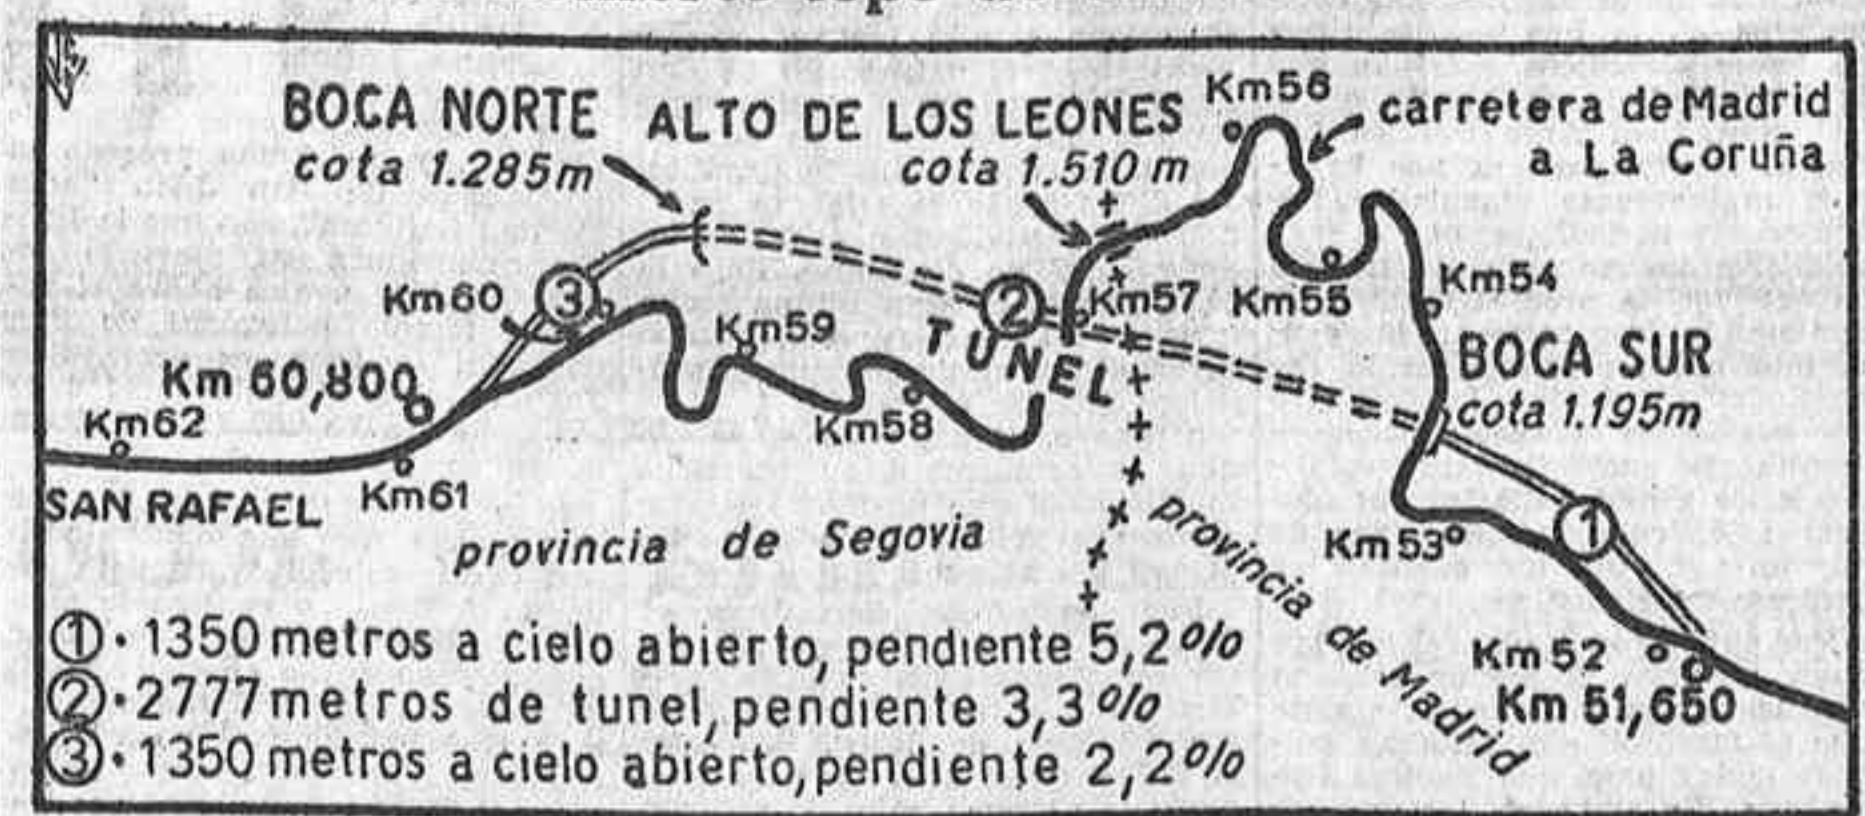 BOCA NORTE
cota 1.285m
ALTO DE LOS LEONES
cota 1.510 m
Km56
carretera de Madrid
a La Coruña
Km60
3
Km59
2
TUNEL
Km57
Km55
Km54
BOCA SUR
cota 1.195m
Km 60,800
Km62
Km58
SAN RAFAEL
Km61
provincia de Segovia
provincia de Madrid
Km53
1
Km52
Km 51,650
1. 1350 metros a cielo abierto, pendiente 5,2%
2. 2777 metros de tunel, pendiente 3,3%
3. 1350 metros a cielo abierto, pendiente 2,2%